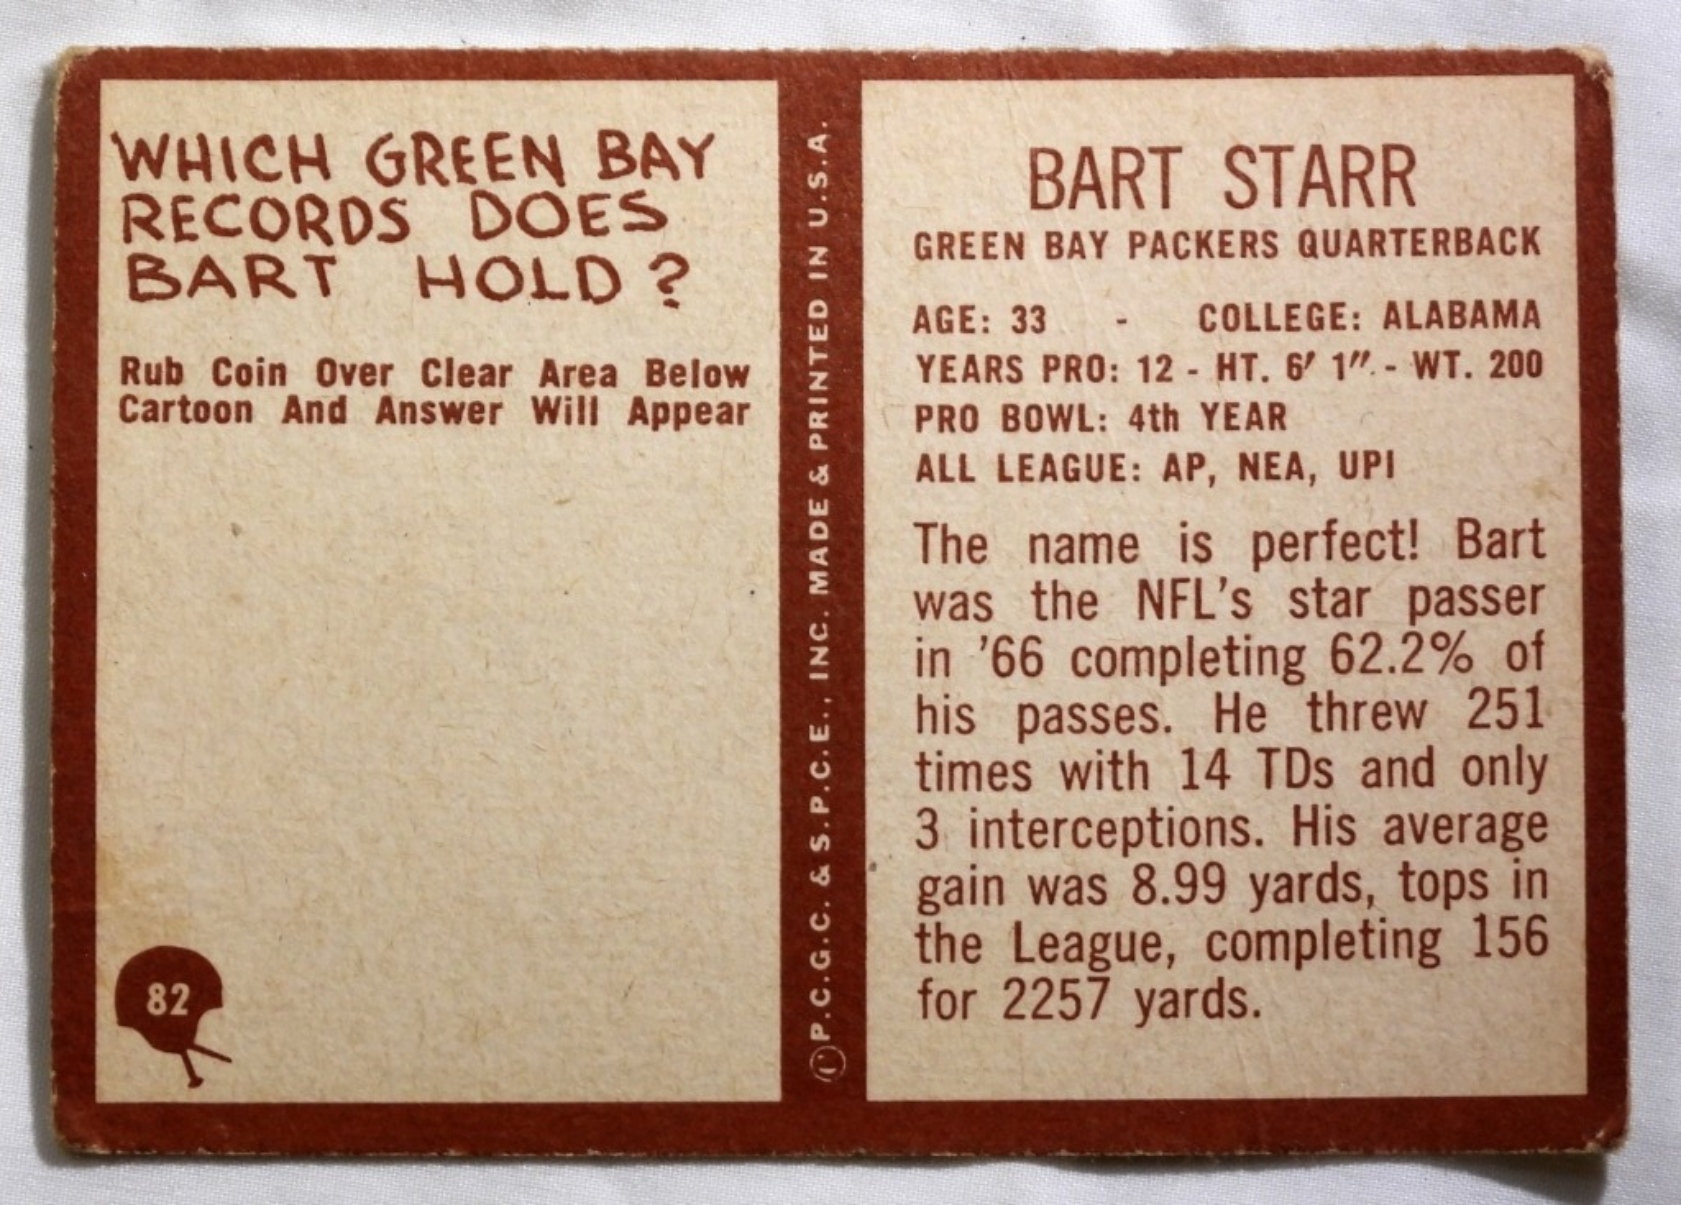 WHICH GREEN BAY
RECORDS DOES
BART HOLD?
Rub Coin Over Clear Area Below
Cartoon And Answer Will Appear
82
©P.C.G.C. & S.P.C.E., INC. MADE & PRINTED IN U.S.A.
BART STARR
GREEN BAY PACKERS QUARTERBACK
AGE: 33 - COLLEGE: ALABAMA
YEARS PRO: 12 - HT. 6' 1" - WT. 200
PRO BOWL: 4th YEAR
ALL LEAGUE: AP, NEA, UPI
The name is perfect! Bart
was the NFL's star passer
in '66 completing 62.2% of
his passes. He threw 251
times with 14 TDs and only
3 interceptions. His average
gain was 8.99 yards, tops in
the League, completing 156
for 2257 yards.